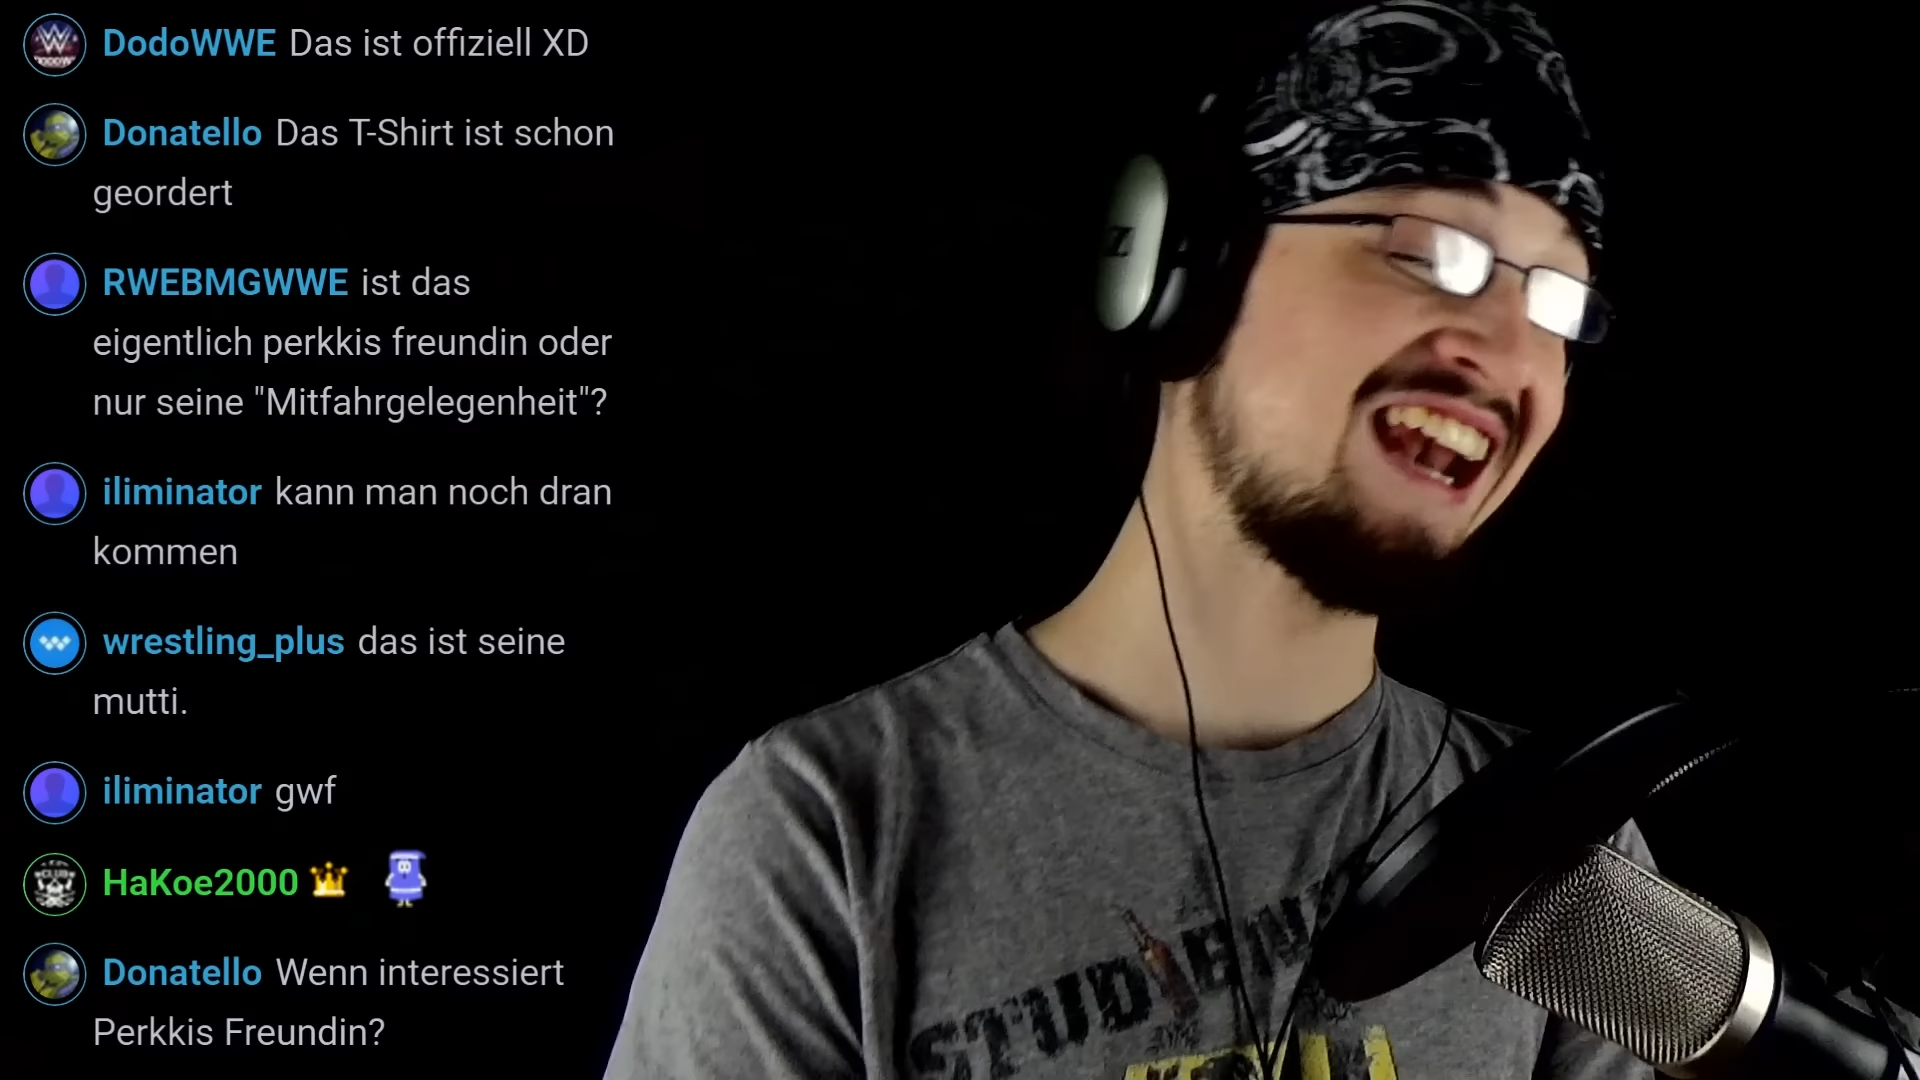 DodoWWE Das ist offiziell XD
Donatello Das T-Shirt ist schon
geordert
RWEBMGWWE ist das
eigentlich perkkis freundin oder
nur seine "Mitfahrgelegenheit"?
iliminator kann man noch dran
kommen
wrestling_plus das ist seine
mutti.
iliminator gwf
HaKoe2000
Donatello Wenn interessiert
Perkkis Freundin?
Z